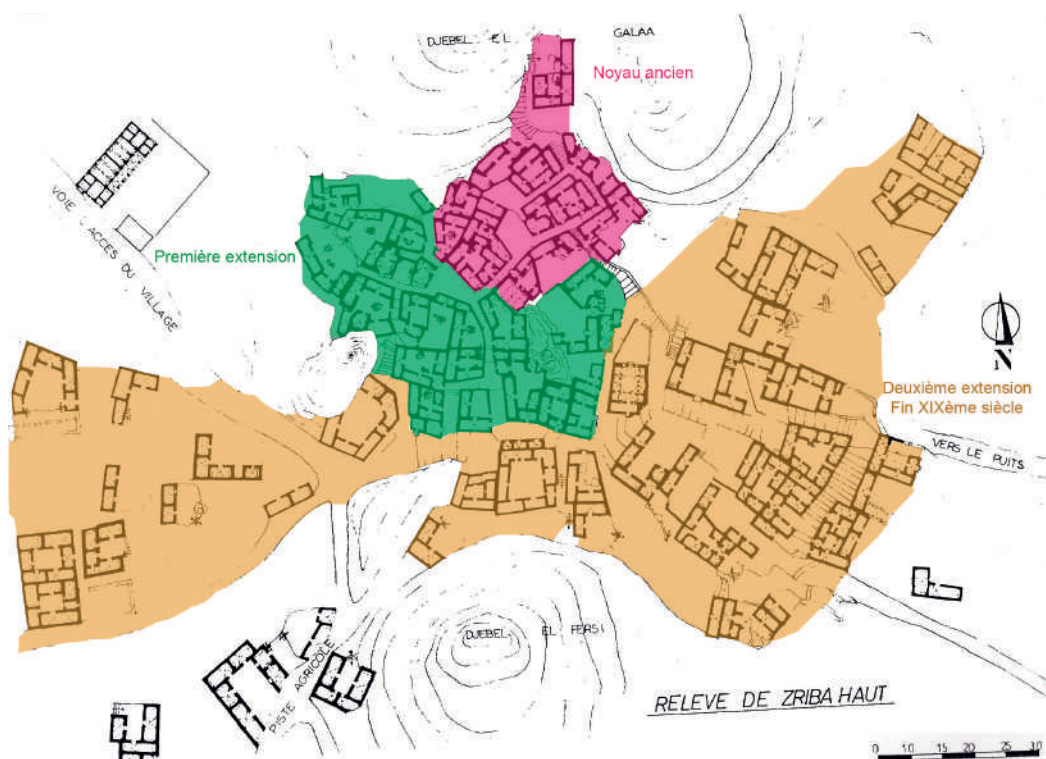 DJEBEL EL GALAA
Noyau ancien
VOIE D'ACCES DU VILLAGE
Première extension
N
Deuxième extension
Fin XIXème siècle
VERS LE PUITS
DJEBEL EL FERSI
PISTE AGRICOLE
RELEVE DE ZRIBA HAUT
0 10 15 20 25 30